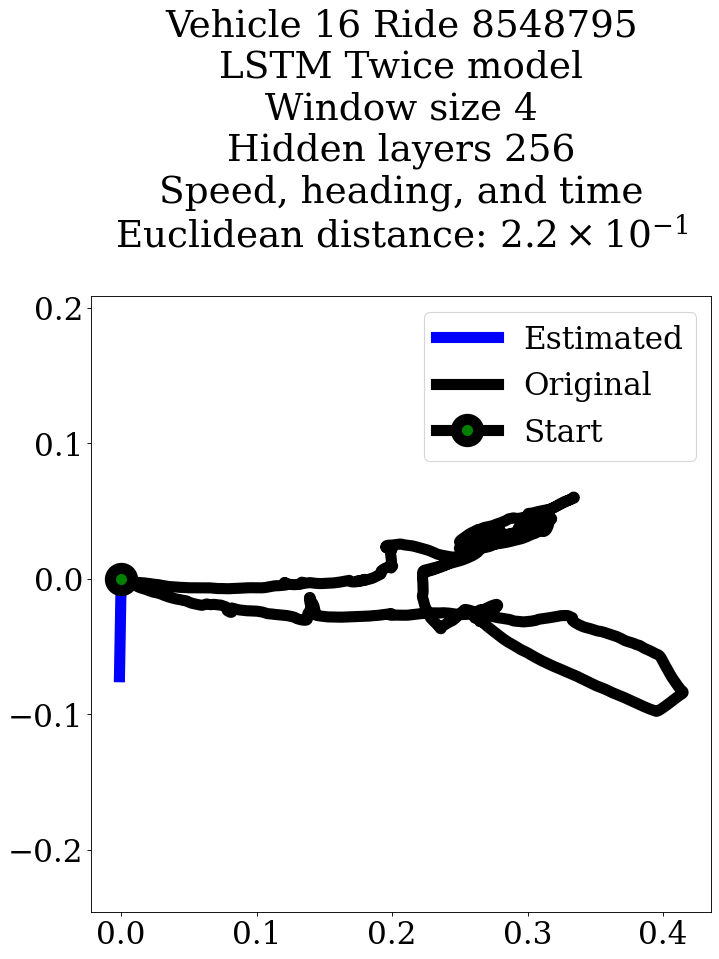 Vehicle 16 Ride 8548795
LSTM Twice model
Window size 4
Hidden layers 256
Speed, heading, and time
Euclidean distance: 2.2 × 10⁻¹
Estimated
Original
Start
0.2
0.1
0.0
−0.1
−0.2
0.0 0.1 0.2 0.3 0.4